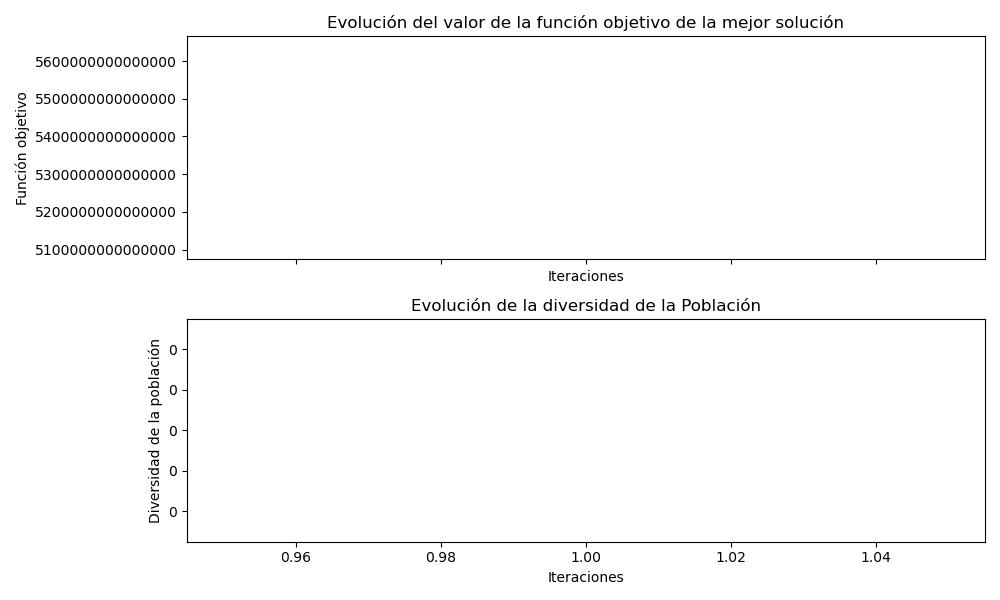 Evolución del valor de la función objetivo de la mejor solución
Función objetivo
5600000000000000
5500000000000000
5400000000000000
5300000000000000
5200000000000000
5100000000000000
Iteraciones
Evolución de la diversidad de la Población
Diversidad de la población
0
0
0
0
0
0.96 0.98 1.00 1.02 1.04
Iteraciones